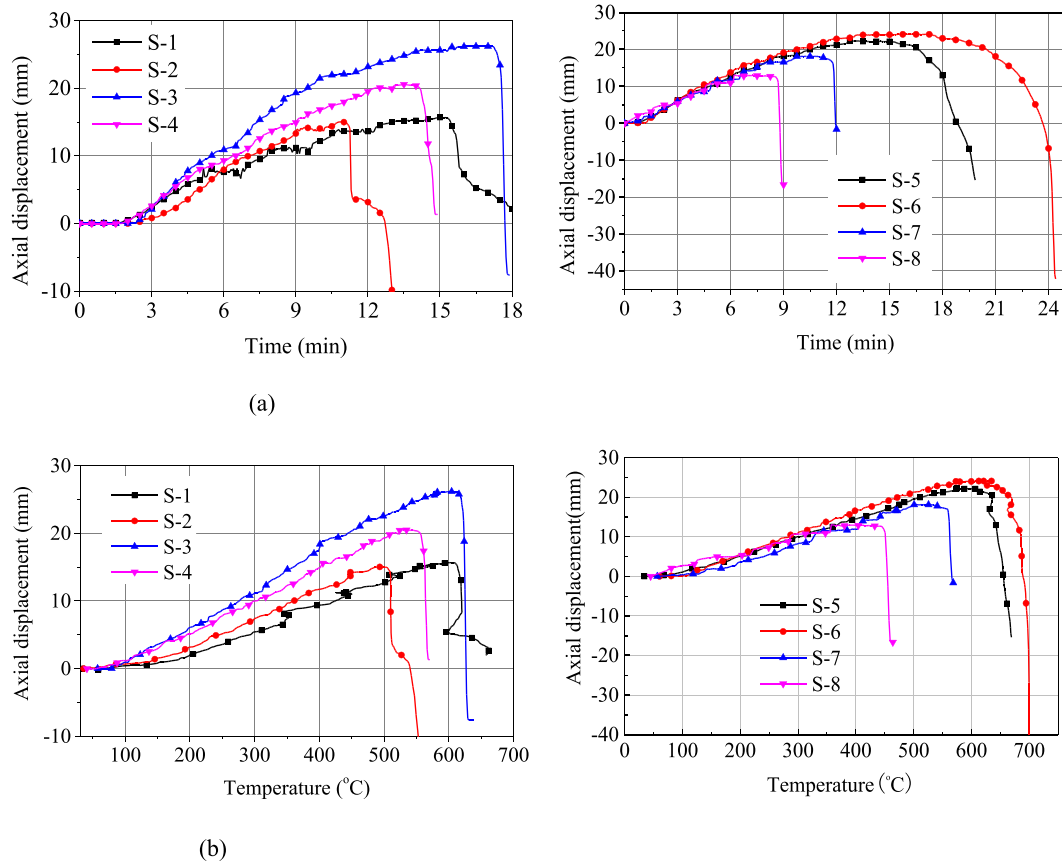 30
20
10
0
-10
Axial displacement (mm)
S-1
S-2
S-3
S-4
0 3 6 9 12 15 18
Time (min)
30
20
10
0
-10
-20
-30
-40
Axial displacement (mm)
S-5
S-6
S-7
S-8
0 3 6 9 12 15 18 21 24
Time (min)
(a)
30
20
10
0
-10
Axial displacement (mm)
S-1
S-2
S-3
S-4
100 200 300 400 500 600 700
Temperature (°C)
30
20
10
0
-10
-20
-30
-40
Axial displacement(mm)
S-5
S-6
S-7
S-8
0 100 200 300 400 500 600 700
Temperature (°C)
(b)